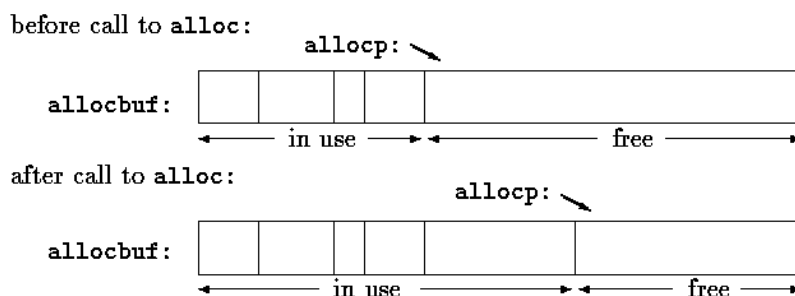 before call to alloc:
allocp:
allocbuf:
in use free
after call to alloc:
allocp:
allocbuf:
in use free